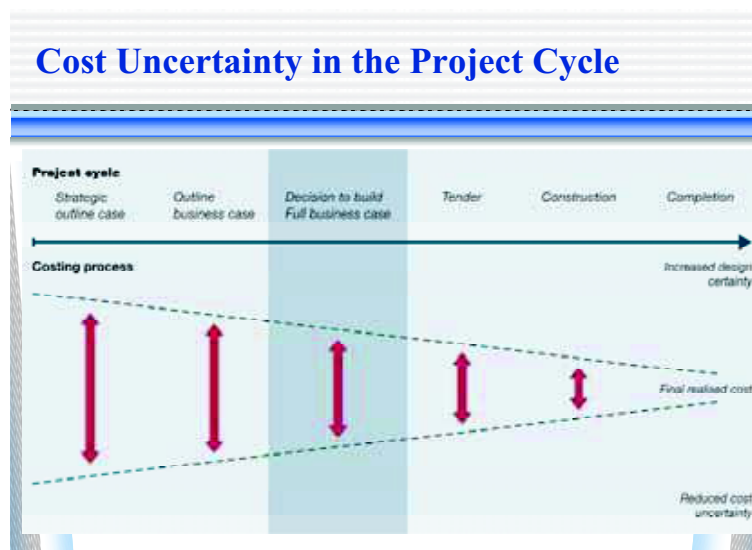 Cost Uncertainty in the Project Cycle
Project cycle
Strategic
outline case
Outline
business case
Decision to build
Full business case
Tender
Construction
Completion
Costing process
Increased design
certainty
Final realised cost
Reduced cost
uncertainty